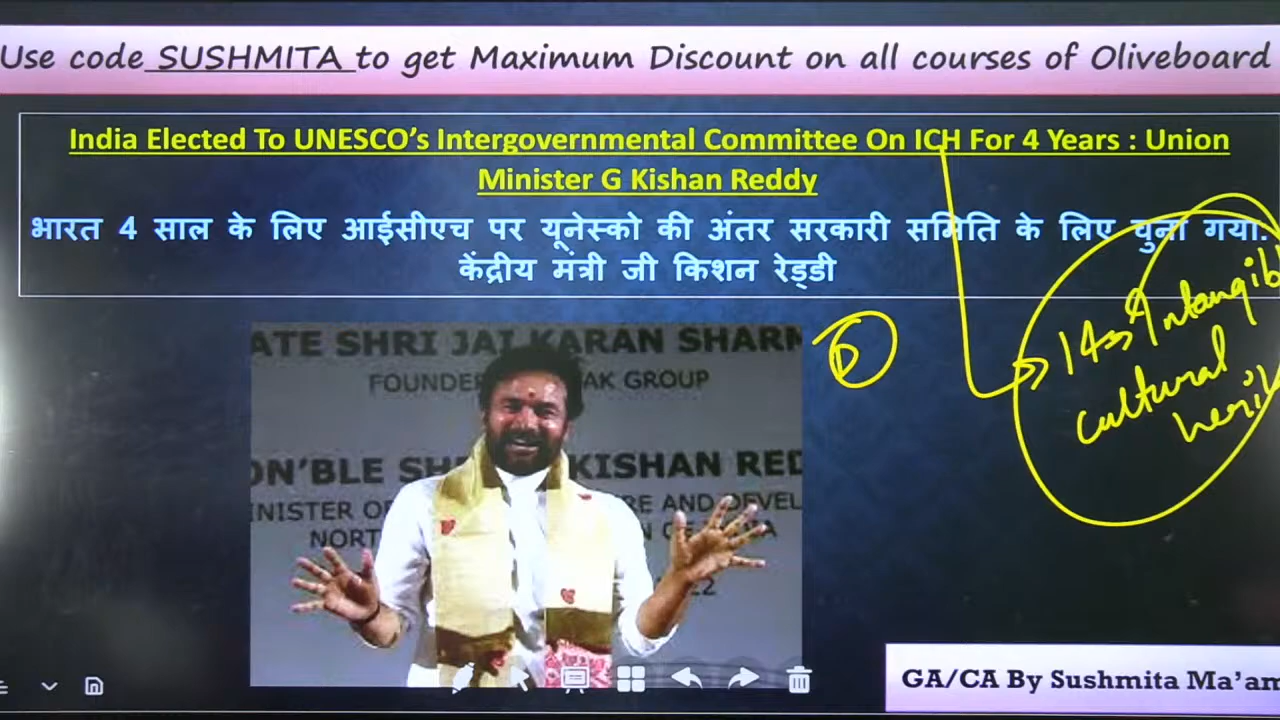 Use code SUSHMITA to get Maximum Discount on all courses of Oliveboard
India Elected To UNESCO's Intergovernmental Committee On ICH For 4 Years : Union
Minister G Kishan Reddy
भारत 4 साल के लिए आईसीएच पर यूनेस्को की अंतर सरकारी समिति के लिए चुना गया.
केंद्रीय मंत्री जी किशन रेड्डी
Intangib
cultural
ATE SHRI JAI KARAN SHARM
FOUNDER AK GROUP
ON'BLE SH KISHAN RED
INISTER OF RE AND DEVEL
NORT
GA/CA By Sushmita Ma'am